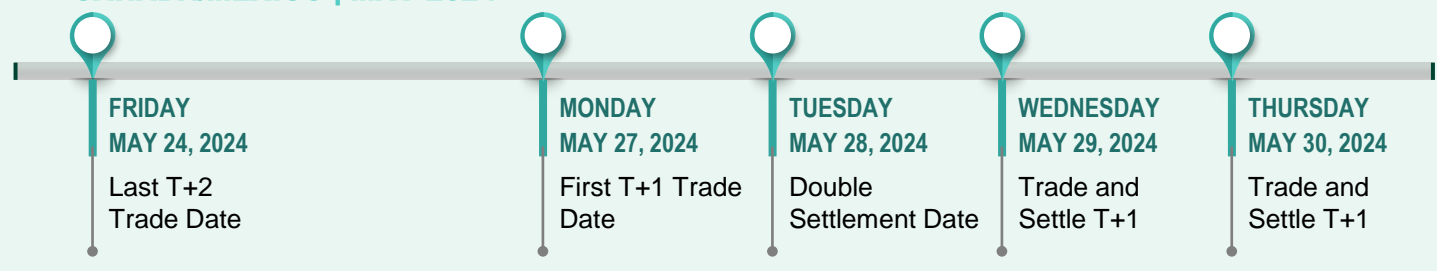 | MAY 2024
FRIDAY
MAY 24, 2024
Last T+2
Trade Date
MONDAY
MAY 27, 2024
First T+1 Trade
Date
TUESDAY
MAY 28, 2024
Double
Settlement Date
WEDNESDAY
MAY 29, 2024
Trade and
Settle T+1
THURSDAY
MAY 30, 2024
Trade and
Settle T+1